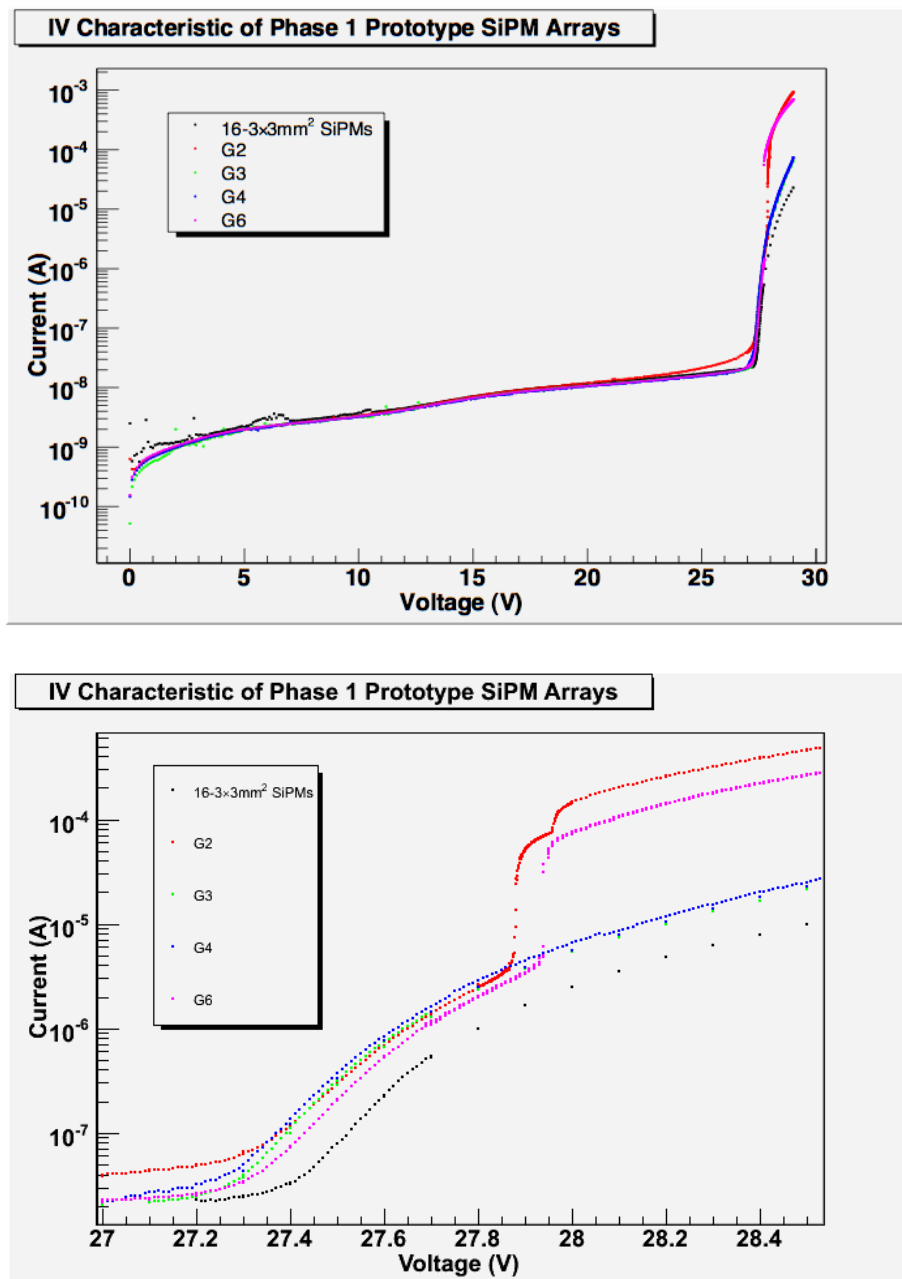 IV Characteristic of Phase 1 Prototype SiPM Arrays
16-3×3mm² SiPMs
G2
G3
G4
G6
10⁻³
10⁻⁴
10⁻⁵
10⁻⁶
10⁻⁷
10⁻⁸
10⁻⁹
10⁻¹⁰
Current (A)
0 5 10 15 20 25 30
Voltage (V)
IV Characteristic of Phase 1 Prototype SiPM Arrays
16-3×3mm² SiPMs
G2
G3
G4
G6
10⁻⁴
10⁻⁵
10⁻⁶
10⁻⁷
Current (A)
27 27.2 27.4 27.6 27.8 28 28.2 28.4
Voltage (V)